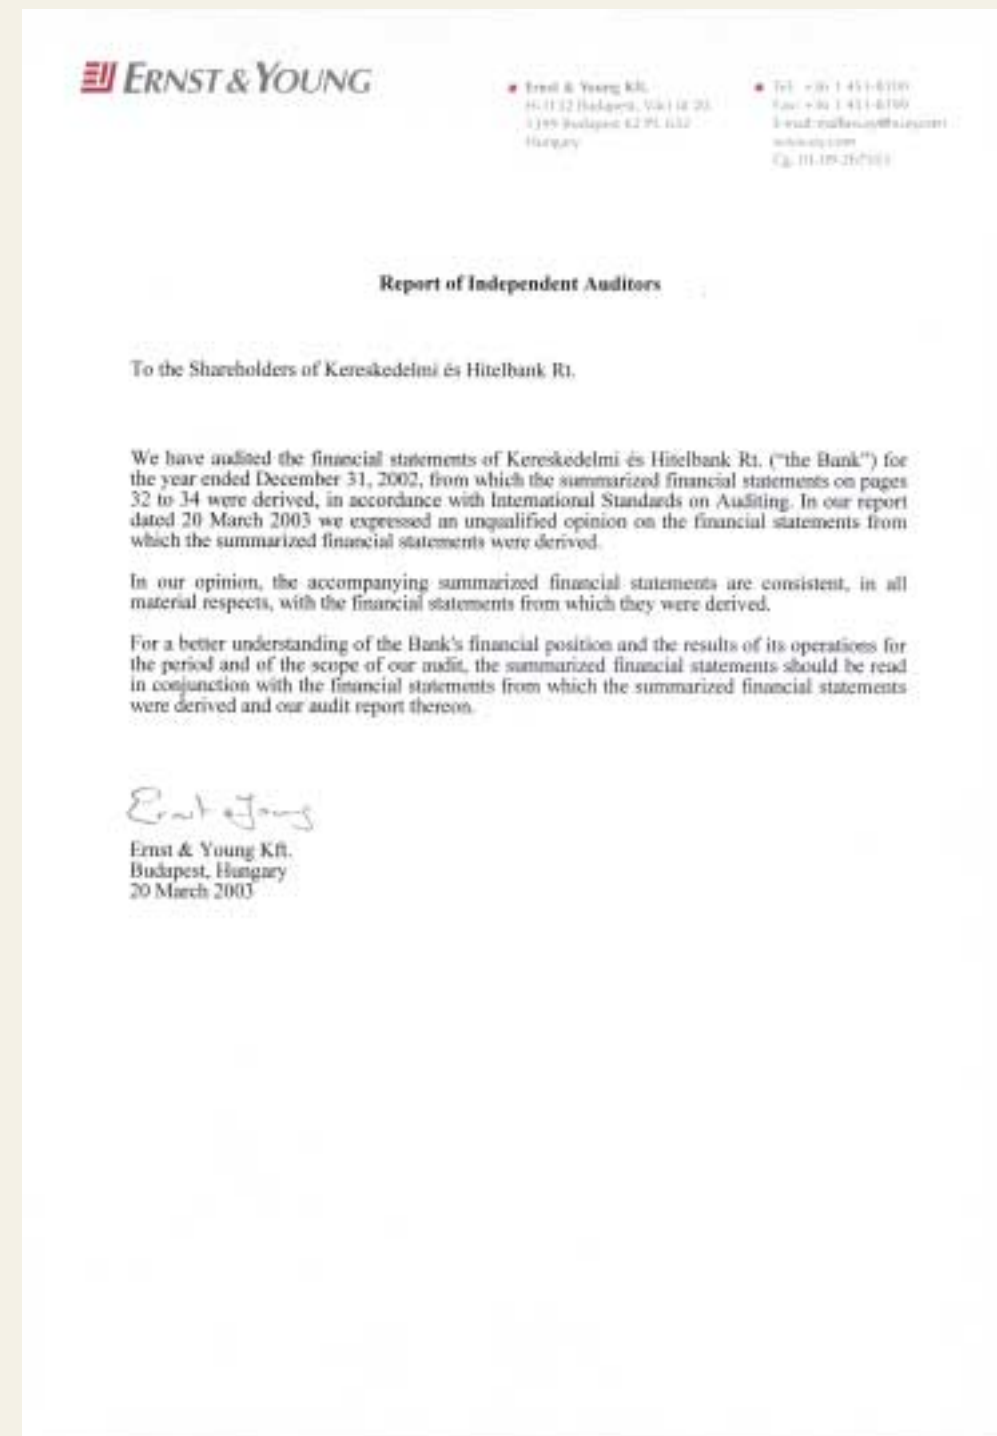 ERNST & YOUNG
Ernst & Young Kft.
Hungary
Report of Independent Auditors
To the Shareholders of Kereskedelmi és Hitelbank Rt.
We have audited the financial statements of Kereskedelmi és Hitelbank Rt. (“the Bank”) for
the year ended December 31, 2002, from which the summarized financial statements on pages
32 to 34 were derived, in accordance with International Standards on Auditing. In our report
dated 20 March 2003 we expressed an unqualified opinion on the financial statements from
which the summarized financial statements were derived.
In our opinion, the accompanying summarized financial statements are consistent, in all
material respects, with the financial statements from which they were derived.
For a better understanding of the Bank's financial position and the results of its operations for
the period and of the scope of our audit, the summarized financial statements should be read
in conjunction with the financial statements from which the summarized financial statements
were derived and our audit report thereon.
Ernst & Young
Ernst & Young Kft.
Budapest, Hungary
20 March 2003